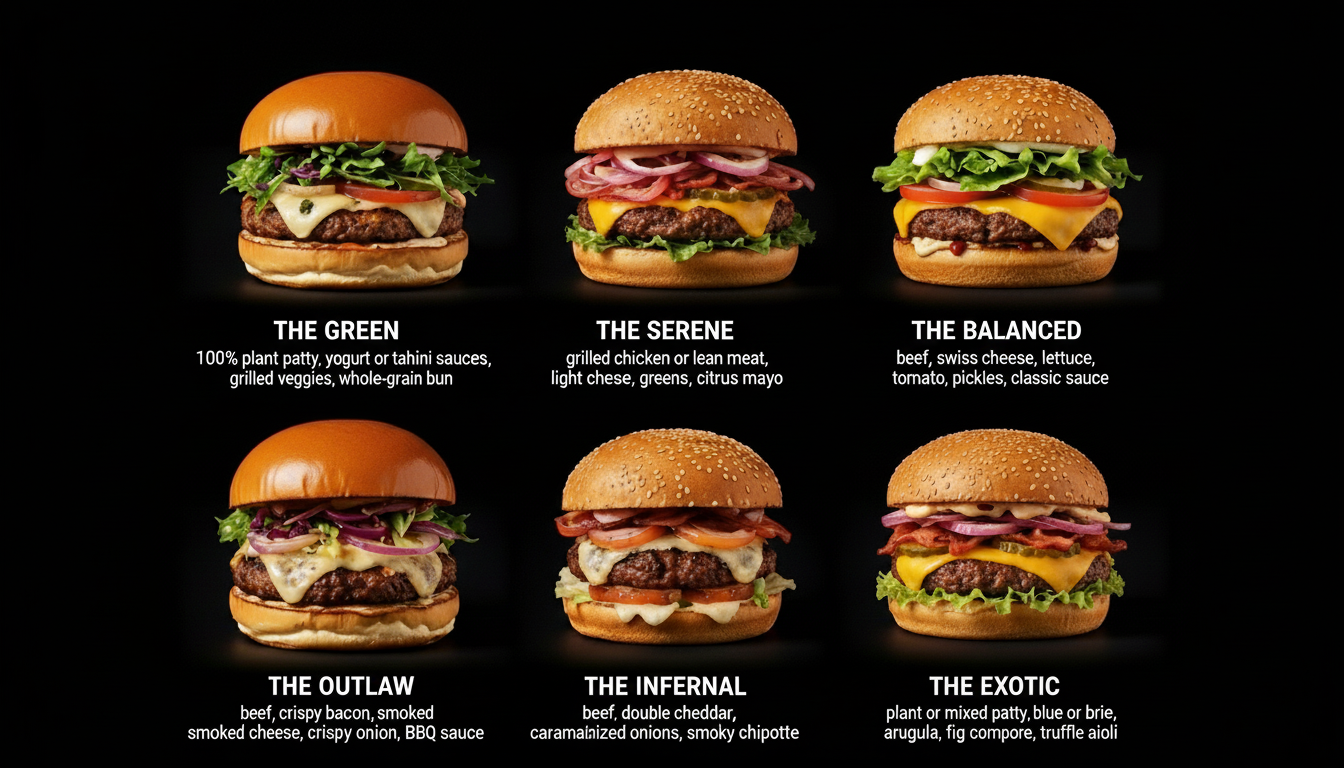 THE GREEN
100% plant patty, yogurt or tahini sauces,
grilled veggies, whole-grain bun
THE SERENE
grilled chicken or lean meat,
light chese, greens, citrus mayo
THE BALANCED
beef, swiss cheese, lettuce,
tomato, pickles, classic sauce
THE OUTLAW
beef, crispy bacon, smoked
smoked cheese, crispy onion, BBQ sauce
THE INFERNAL
beef, double cheddar,
caramabized onions, smoky chipotte
THE EXOTIC
plant or mixed patty, blue or brie,
arugula, fig compore, truffle aioli